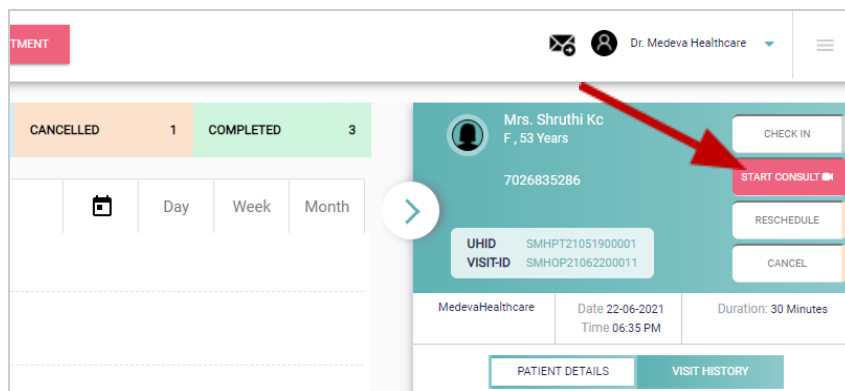 TMENT
Dr. Medeva Healthcare
CANCELLED 1 COMPLETED 3
Day Week Month
Mrs. Shruthi Kc
F , 53 Years
7026835286
UHID SMHPT21051900001
VISIT-ID SMHOP21062200011
CHECK IN
START CONSULT
RESCHEDULE
CANCEL
MedevaHealthcare
Date 22-06-2021
Time 06:35 PM
Duration: 30 Minutes
PATIENT DETAILS VISIT HISTORY